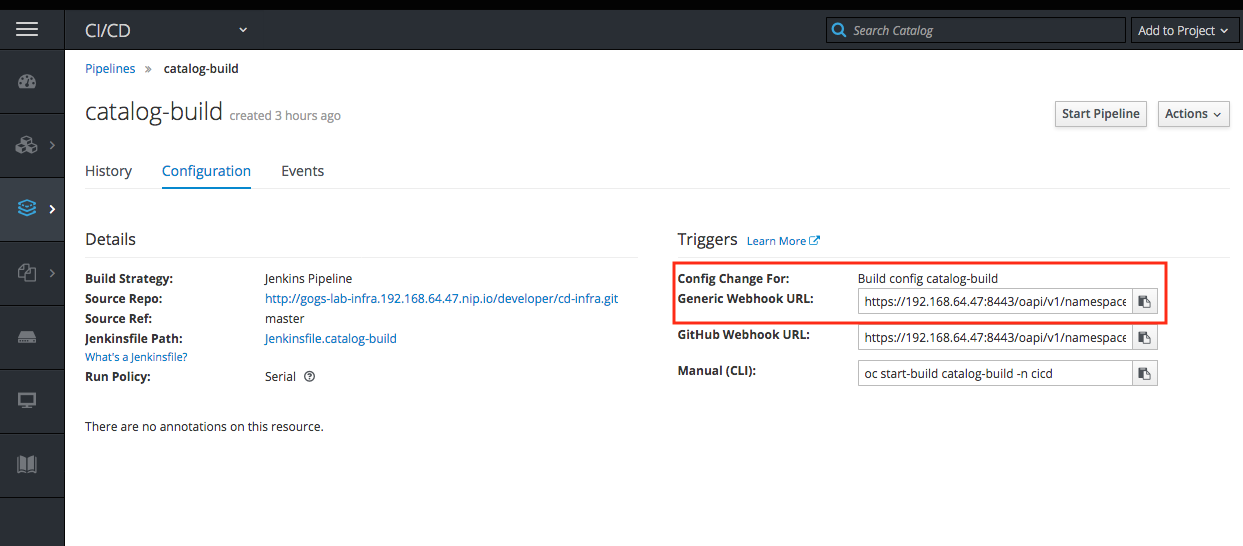 CI/CD
Search Catalog
Add to Project
Pipelines » catalog-build
catalog-build created 3 hours ago
Start Pipeline
Actions
History
Configuration
Events
Details
Build Strategy: Jenkins Pipeline
Source Repo: http://gogs-lab-infra.192.168.64.47.nip.io/developer/cd-infra.git
Source Ref: master
Jenkinsfile Path: Jenkinsfile.catalog-build
What's a Jenkinsfile?
Run Policy: Serial
There are no annotations on this resource.
Triggers Learn More
Config Change For: Build config catalog-build
Generic Webhook URL: https://192.168.64.47:8443/oapi/v1/namespace
GitHub Webhook URL: https://192.168.64.47:8443/oapi/v1/namespace
Manual (CLI): oc start-build catalog-build -n cicd